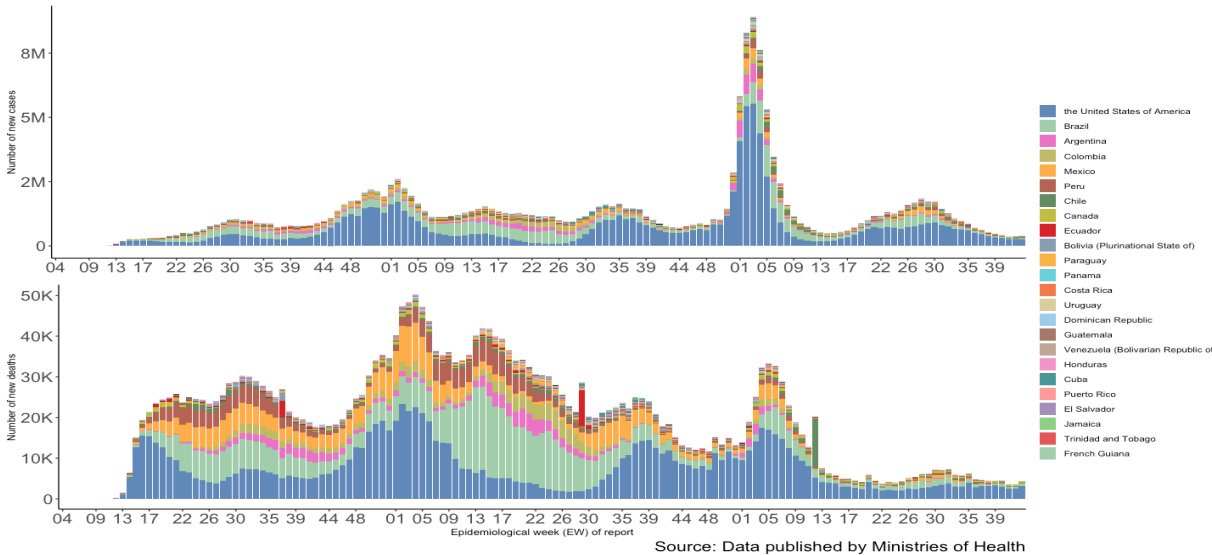 Number of new cases
8M
5M
2M
0
04 09 13 17 22 26 30 35 39 44 48 01 05 09 13 17 22 26 30 35 39 44 48 01 05 09 13 17 22 26 30 35 39
Number of new deaths
50K
40K
30K
20K
10K
0
04 09 13 17 22 26 30 35 39 44 48 01 05 09 13 17 22 26 30 35 39 44 48 01 05 09 13 17 22 26 30 35 39
Epidemiological week (EW) of report
the United States of America
Brazil
Argentina
Colombia
Mexico
Peru
Chile
Canada
Ecuador
Bolivia (Plurinational State of)
Paraguay
Panama
Costa Rica
Uruguay
Dominican Republic
Guatemala
Venezuela (Bolivarian Republic of
Honduras
Cuba
Puerto Rico
El Salvador
Jamaica
Trinidad and Tobago
French Guiana
Source: Data published by Ministries of Health